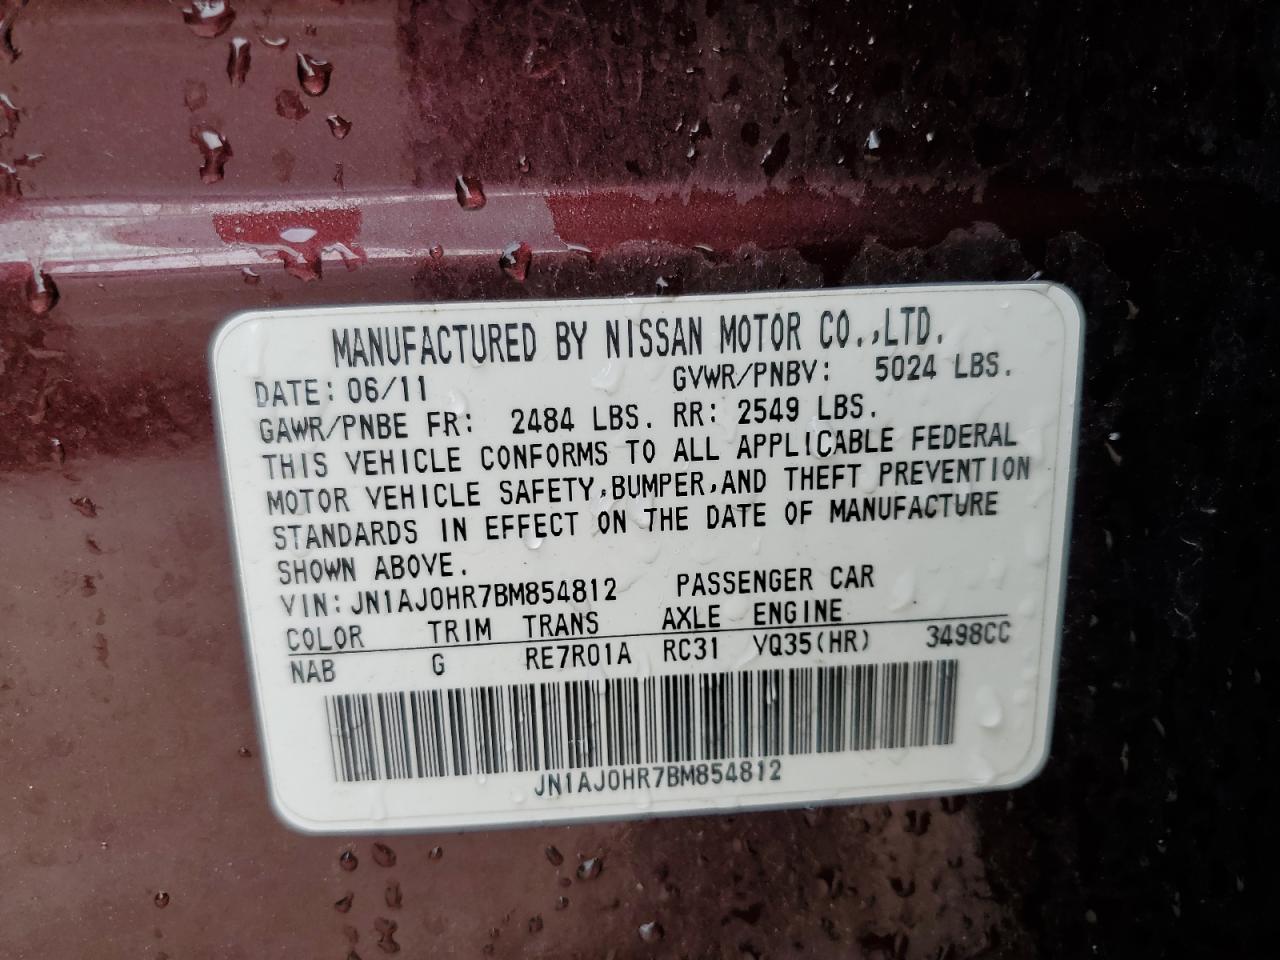 MANUFACTURED BY NISSAN MOTOR CO.,LTD.
DATE: 06/11 GVWR/PNBV: 5024 LBS.
GAWR/PNBE FR: 2484 LBS. RR: 2549 LBS.
THIS VEHICLE CONFORMS TO ALL APPLICABLE FEDERAL
MOTOR VEHICLE SAFETY,BUMPER,AND THEFT PREVENTION
STANDARDS IN EFFECT ON THE DATE OF MANUFACTURE
SHOWN ABOVE.
VIN: JN1AJ0HR7BM854812 PASSENGER CAR
COLOR TRIM TRANS AXLE ENGINE
NAB G RE7R01A RC31 VQ35(HR) 3498CC
JN1AJ0HR7BM854812